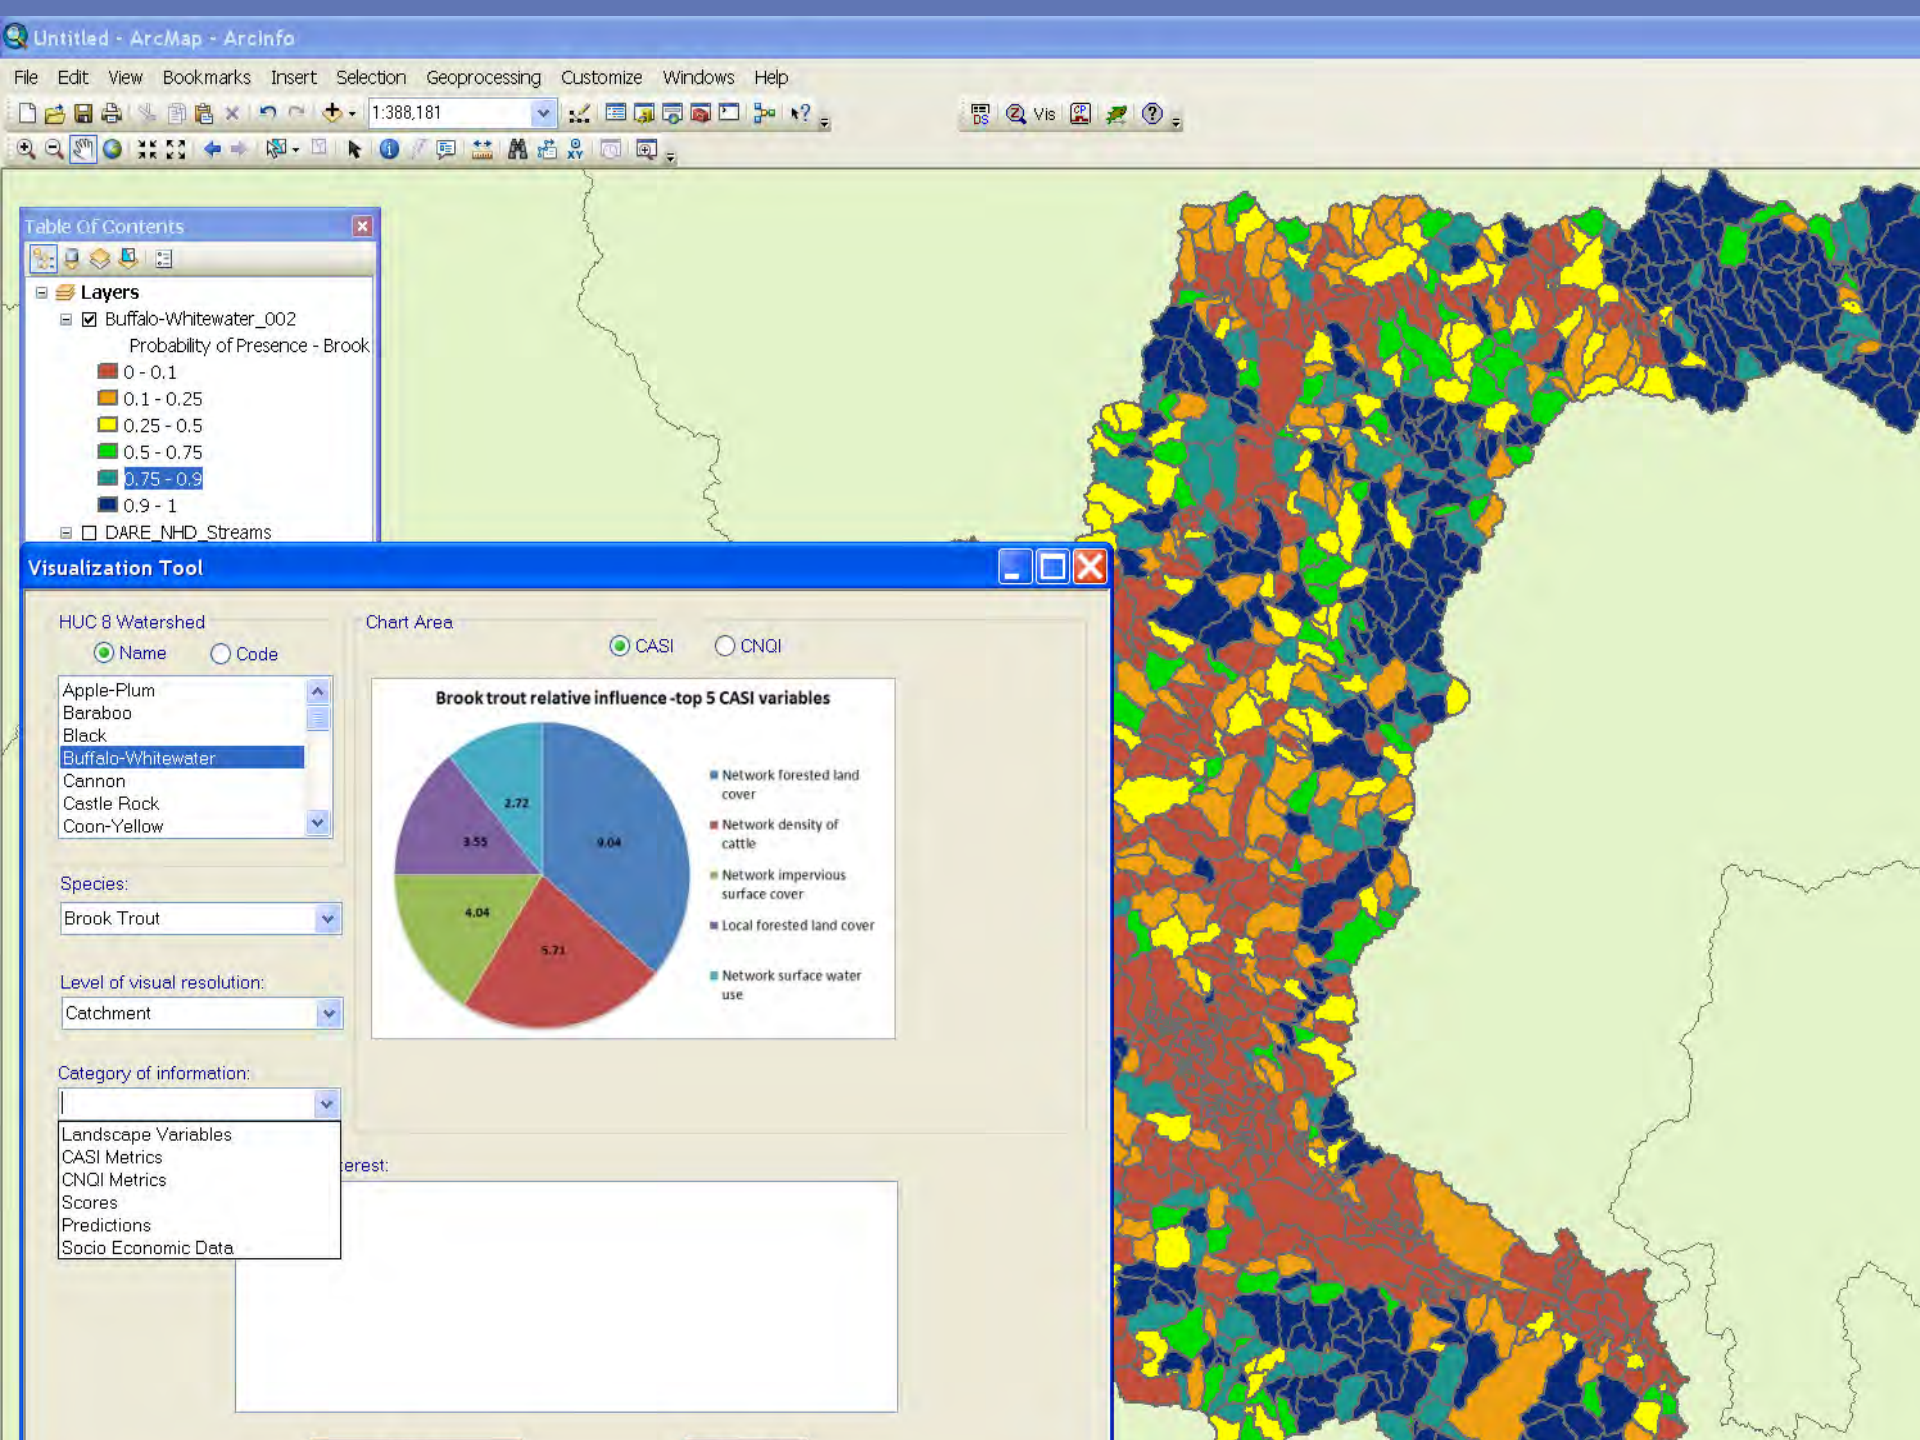 Untitled - ArcMap - ArcInfo
File Edit View Bookmarks Insert Selection Geoprocessing Customize Windows Help
1:388,181
DS
Vis
CP
XY
Table Of Contents
Layers
Buffalo-Whitewater_002
Probability of Presence - Brook
0 - 0.1
0.1 - 0.25
0.25 - 0.5
0.5 - 0.75
0.75 - 0.9
0.9 - 1
DARE_NHD_Streams
Visualization Tool
HUC 8 Watershed
Name Code
Apple-Plum
Baraboo
Black
Buffalo-Whitewater
Cannon
Castle Rock
Coon-Yellow
Species:
Brook Trout
Level of visual resolution:
Catchment
Category of information:
Landscape Variables
CASI Metrics
CNQI Metrics
Scores
Predictions
Socio Economic Data
erest:
Chart Area
CASI CNQI
Brook trout relative influence -top 5 CASI variables
2.72
3.55
9.04
4.04
5.71
Network forested land
cover
Network density of
cattle
Network impervious
surface cover
Local forested land cover
Network surface water
use